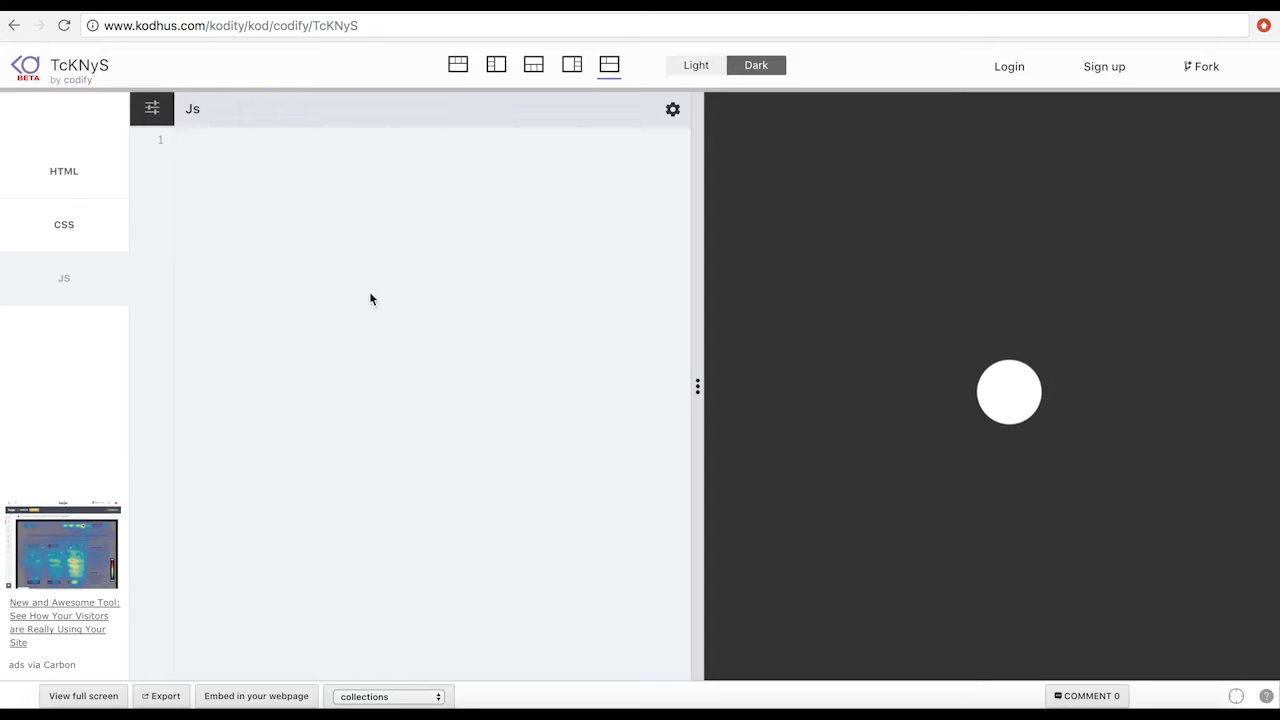 www.kodhus.com/kodity/kod/codify/TcKNyS
BETA
TcKNyS
by codify
Light
Dark
Login
Sign up
Fork
HTML
CSS
JS
Js
1
New and Awesome Tool:
See How Your Visitors
are Really Using Your
Site
ads via Carbon
View full screen
Export
Embed in your webpage
collections
COMMENT 0
?